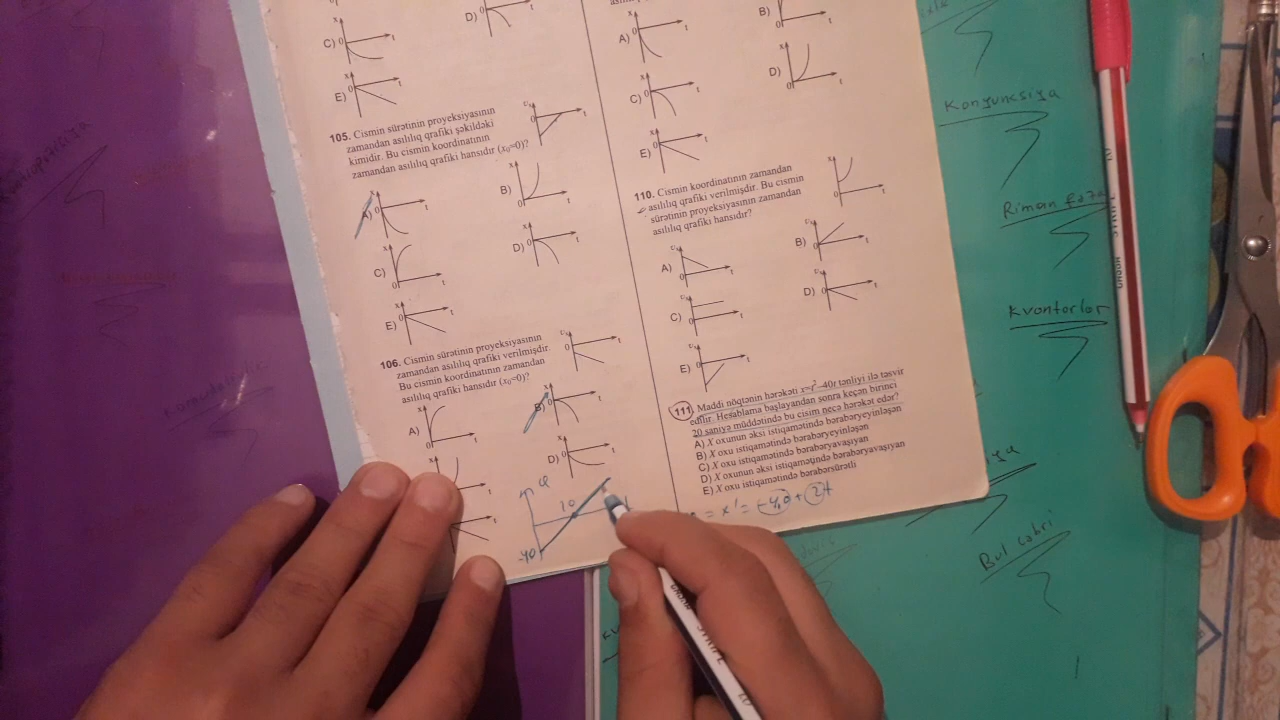 C)
D)
E)
105. Cismin sürətinin proyeksiyasının
zamandan asılılıq qrafiki şəkildəki
kimidir. Bu cismin koordinatının
zamandan asılılıq qrafiki hansıdır (x₀=0)?
A)
B)
C)
D)
E)
106. Cismin sürətinin proyeksiyasının
zamandan asılılıq qrafiki verilmişdir.
Bu cismin koordinatının zamandan
asılılıq qrafiki hansıdır (x₀=0)?
A)
B)
D)
10
-40
A)
B)
C)
D)
E)
110. Cismin koordinatının zamandan
asılılıq qrafiki verilmişdir. Bu cismin
sürətinin proyeksiyasının zamandan
asılılıq qrafiki hansıdır?
A)
B)
C)
D)
E)
111. Maddi nöqtənin hərəkəti x=t²-40t tənliyi ilə təsvir
edilir. Hesablama başlayandan sonra keçən birinci
20 saniyə müddətində bu cisim necə hərəkət edər?
A) X oxunun əksi istiqamətində bərabəryeyinləşən
B) X oxu istiqamətində bərabəryeyinləşən
C) X oxu istiqamətində bərabəryavaşıyan
D) X oxunun əksi istiqamətində bərabəryavaşıyan
E) X oxu istiqamətində bərabərsürətli
= x' = -40 + 2t
Konyunksiya
Riman
Kvantorlar
ya
Bul cəbri